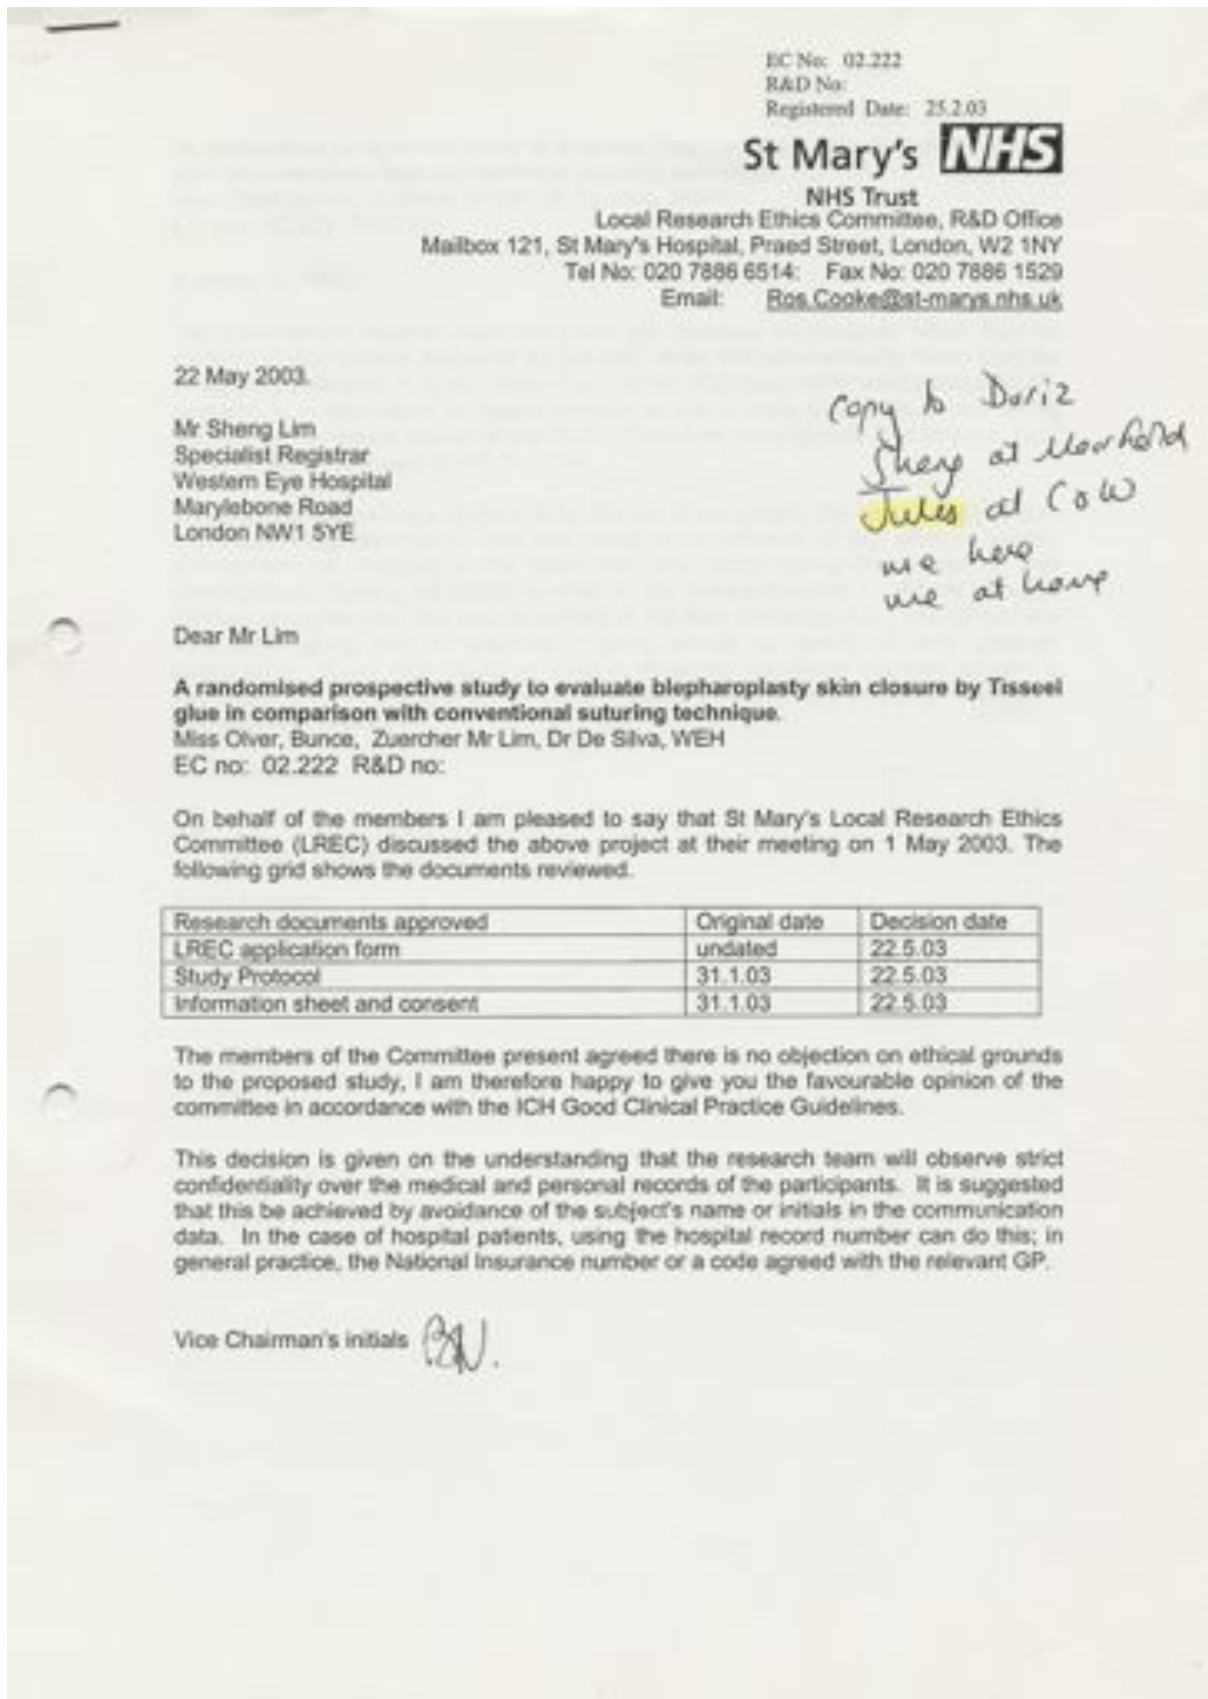 EC No: 02.222
R&D No:
Registered Date: 25.2.03
St Mary's NHS
NHS Trust
Local Research Ethics Committee, R&D Office
Mailbox 121, St Mary's Hospital, Praed Street, London, W2 1NY
Tel No: 020 7886 6514: Fax No: 020 7886 1529
Email: Ros.Cooke@st-marys.nhs.uk
22 May 2003.
Copy to Doriz
Sheng at Moorfield
Jules at CoW
me here
me at home
Mr Sheng Lim
Specialist Registrar
Western Eye Hospital
Marylebone Road
London NW1 5YE
Dear Mr Lim
A randomised prospective study to evaluate blepharoplasty skin closure by Tisseel
glue in comparison with conventional suturing technique.
Miss Olver, Bunce, Zuercher Mr Lim, Dr De Silva, WEH
EC no: 02.222 R&D no:
On behalf of the members I am pleased to say that St Mary's Local Research Ethics
Committee (LREC) discussed the above project at their meeting on 1 May 2003. The
following grid shows the documents reviewed.
Research documents approved Original date Decision date
LREC application form undated 22.5.03
Study Protocol 31.1.03 22.5.03
Information sheet and consent 31.1.03 22.5.03
The members of the Committee present agreed there is no objection on ethical grounds
to the proposed study, I am therefore happy to give you the favourable opinion of the
committee in accordance with the ICH Good Clinical Practice Guidelines.
This decision is given on the understanding that the research team will observe strict
confidentiality over the medical and personal records of the participants. It is suggested
that this be achieved by avoidance of the subject's name or initials in the communication
data. In the case of hospital patients, using the hospital record number can do this; in
general practice, the National Insurance number or a code agreed with the relevant GP.
Vice Chairman's initials